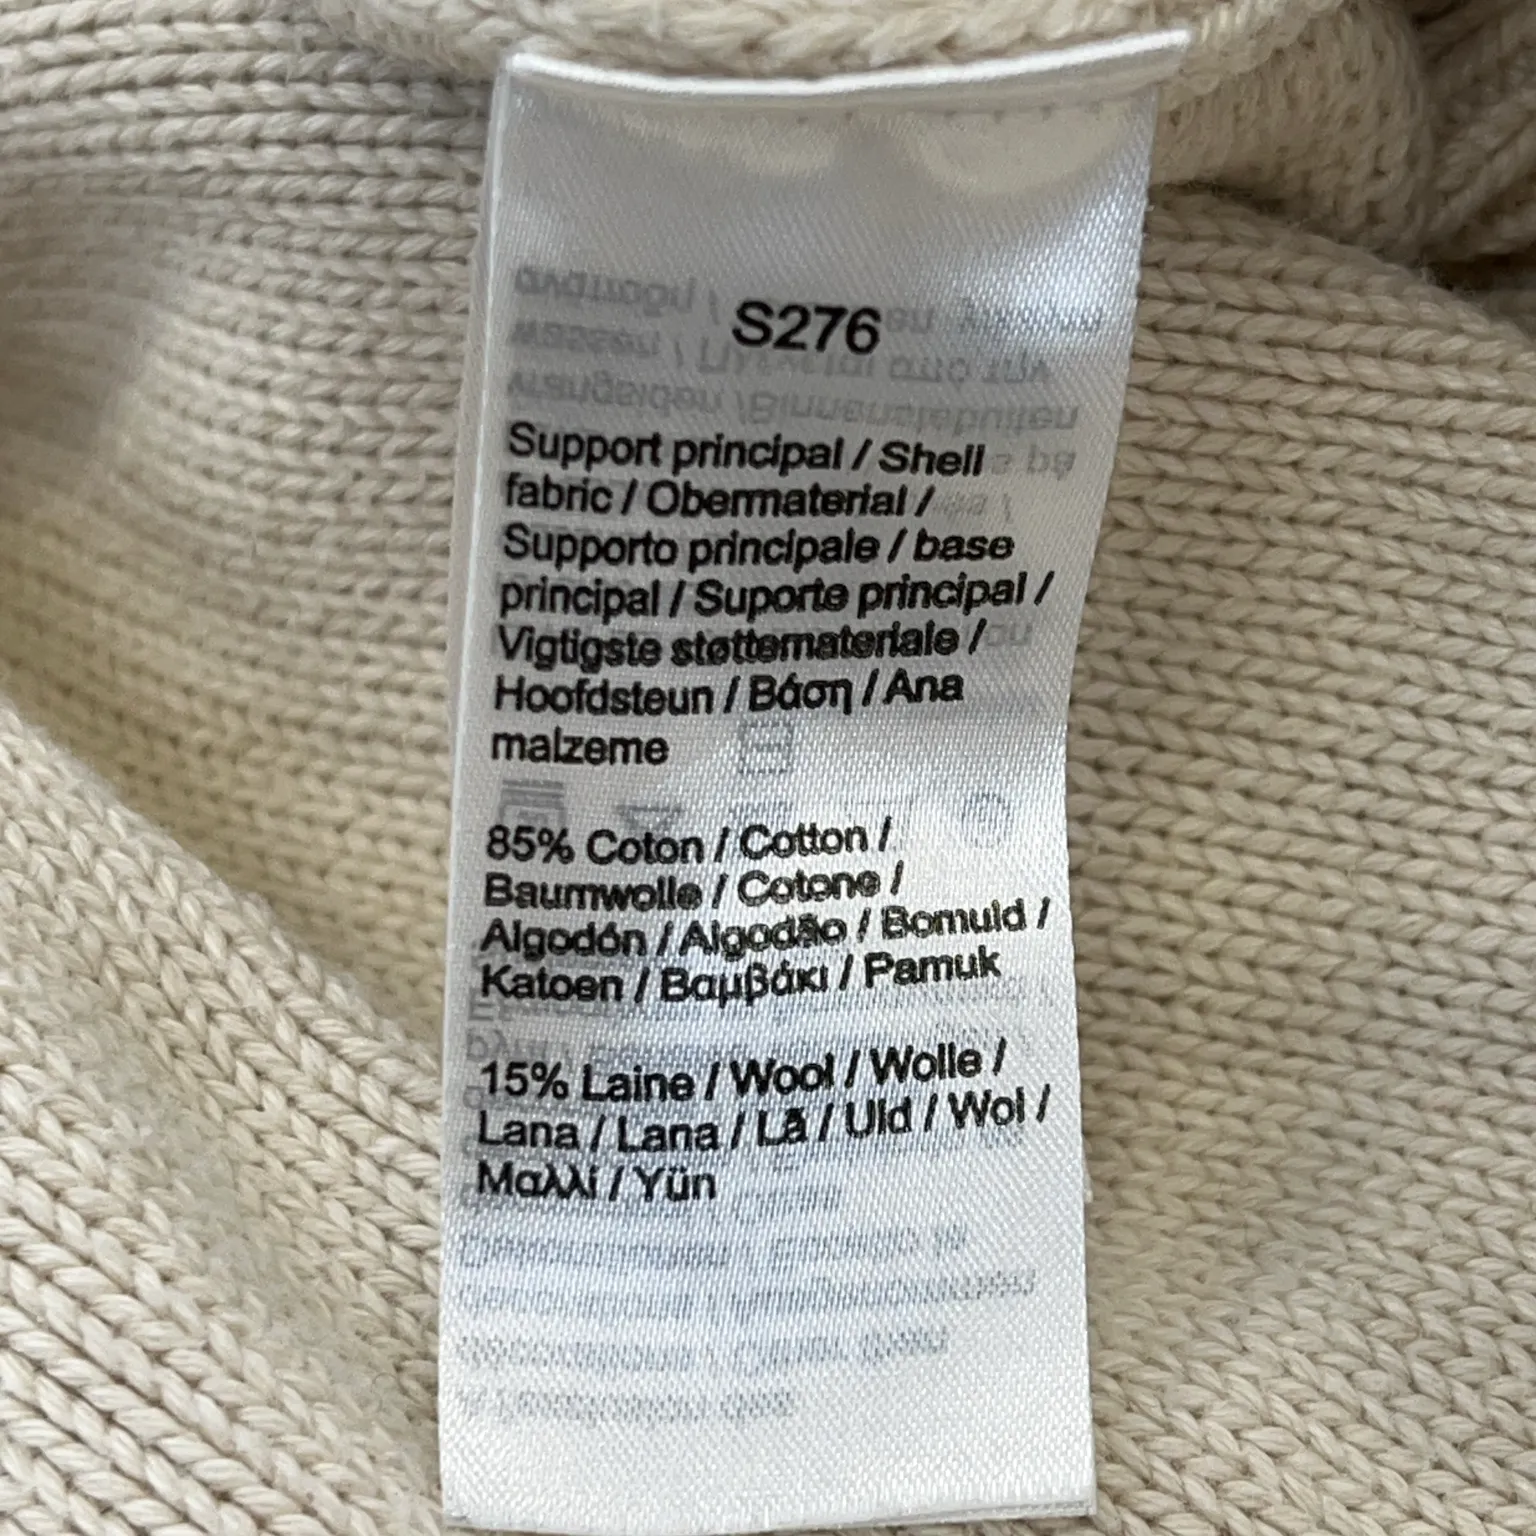 S276
Support principal / Shell
fabric / Obermaterial /
Supporto principale / base
principal / Suporte principal /
Vigtigste støttemateriale /
Hoofdsteun / Βάση / Ana
malzeme
85% Coton / Cotton /
Baumwolle / Cotone /
Algodón / Algodão / Bomuld /
Katoen / Βαμβάκι / Pamuk
15% Laine / Wool / Wolle /
Lana / Lana / Lã / Uld / Wol /
Μαλλί / Yün